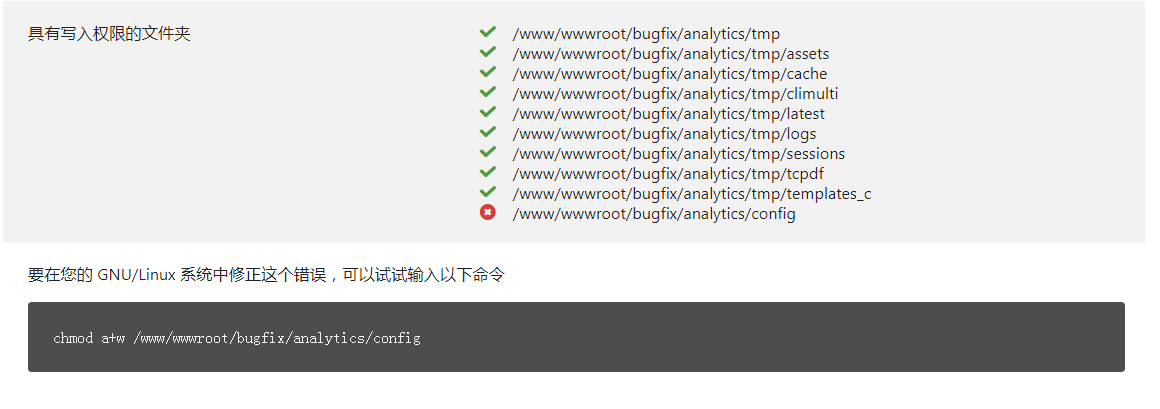 具有写入权限的文件夹
/www/wwwroot/bugfix/analytics/tmp
/www/wwwroot/bugfix/analytics/tmp/assets
/www/wwwroot/bugfix/analytics/tmp/cache
/www/wwwroot/bugfix/analytics/tmp/climulti
/www/wwwroot/bugfix/analytics/tmp/latest
/www/wwwroot/bugfix/analytics/tmp/logs
/www/wwwroot/bugfix/analytics/tmp/sessions
/www/wwwroot/bugfix/analytics/tmp/tcpdf
/www/wwwroot/bugfix/analytics/tmp/templates_c
/www/wwwroot/bugfix/analytics/config
要在您的 GNU/Linux 系统中修正这个错误，可以试试输入以下命令
chmod a+w /www/wwwroot/bugfix/analytics/config